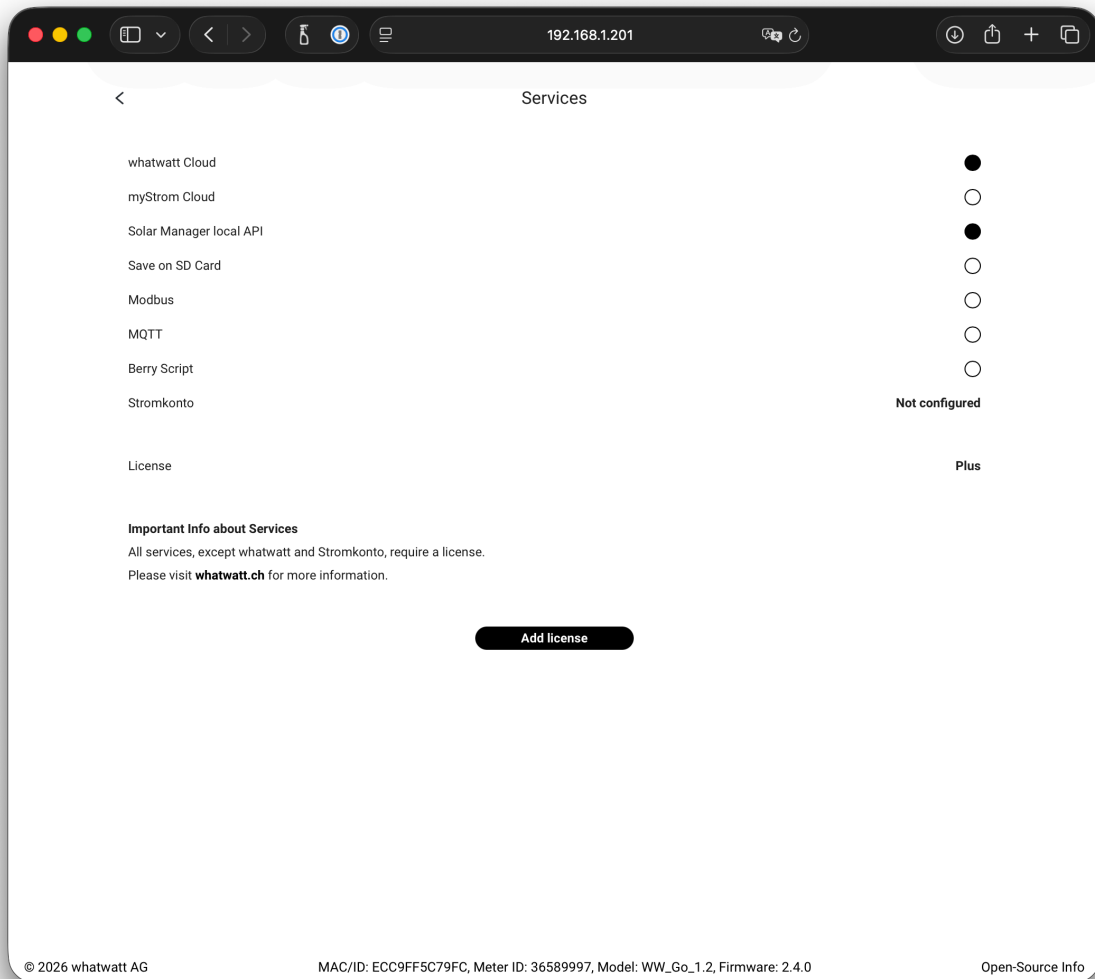 192.168.1.201
Services
whatwatt Cloud
myStrom Cloud
Solar Manager local API
Save on SD Card
Modbus
MQTT
Berry Script
Stromkonto Not configured
License Plus
Important Info about Services
All services, except whatwatt and Stromkonto, require a license.
Please visit whatwatt.ch for more information.
Add license
© 2026 whatwatt AG MAC/ID: ECC9FF5C79FC, Meter ID: 36589997, Model: WW_Go_1.2, Firmware: 2.4.0 Open-Source Info